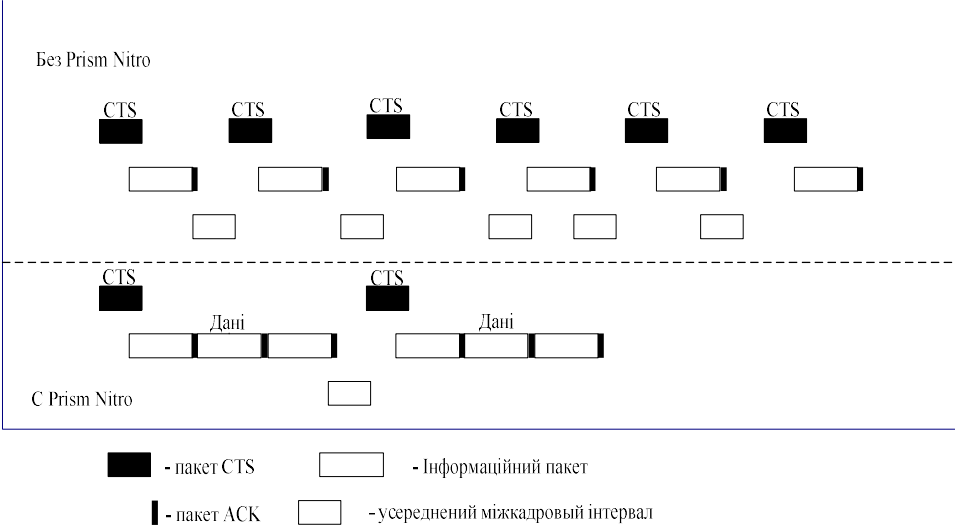 Без Prism Nitro
CTS CTS CTS CTS CTS CTS
CTS CTS
Дані Дані
С Prism Nitro
- пакет CTS - Інформаційний пакет
- пакет ACK - усереднений міжкадровый інтервал